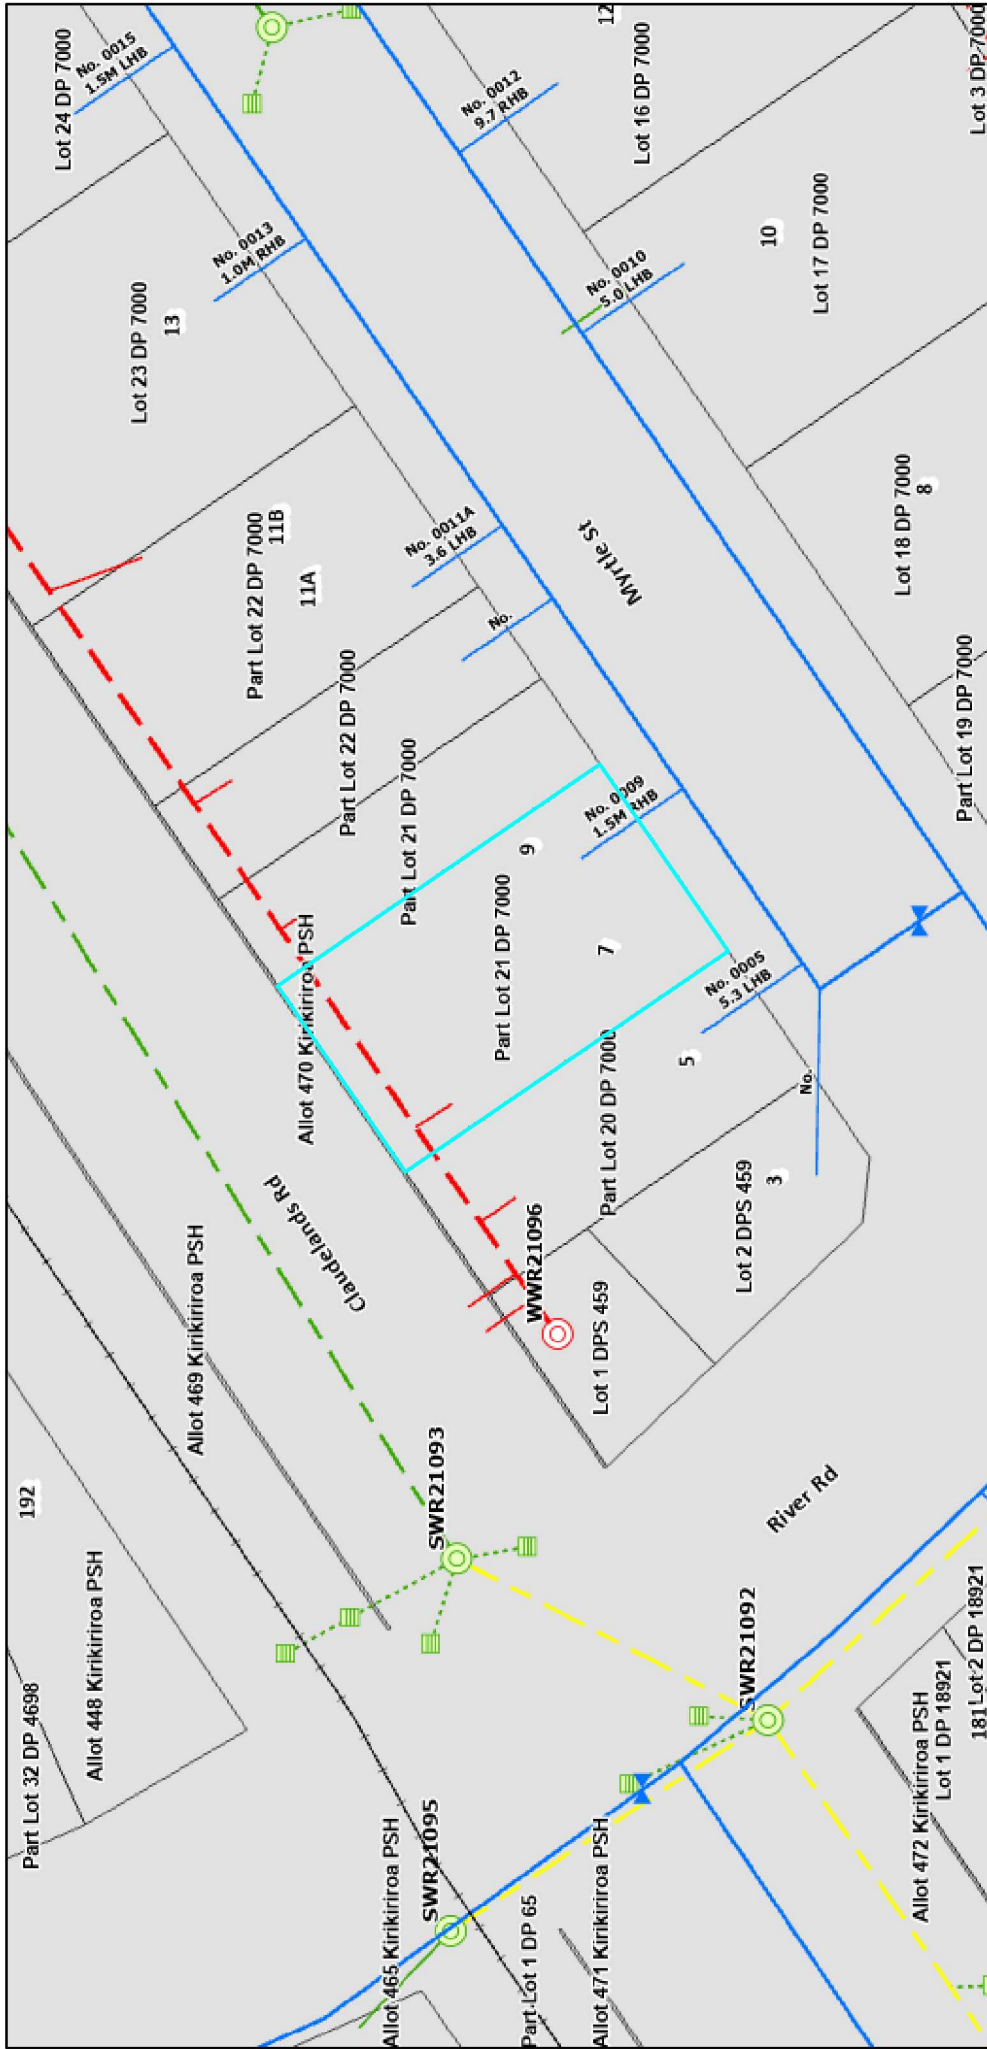 Part Lot 32 DP 4698
Allot 448 Kirikiriroa PSH
192
Allot 469 Kirikiriroa PSH
Claudelands Rd
Allot 470 Kirikiriroa PSH
Part Lot 22 DP 7000
11B
11A
Lot 23 DP 7000
13
Lot 24 DP 7000
No. 0015
1.5M LHB
No. 0013
1.0M RHB
Part Lot 22 DP 7000
Part Lot 21 DP 7000
No. 0011A
3.6 LHB
No.
No. 0012
9.7 RHB
12
Lot 16 DP 7000
Lot 3 DP 7000
Allot 465 Kirikiriroa PSH
SWR21095
SWR21093
WWR21096
Part Lot 21 DP 7000
9
7
No. 0009
1.5M RHB
Myrtle St
No. 0010
5.0 LHB
10
Lot 17 DP 7000
Part Lot 1 DP 65
Allot 471 Kirikiriroa PSH
Lot 1 DPS 459
Part Lot 20 DP 7000
5
No. 0005
5.3 LHB
No.
SWR21092
River Rd
Lot 2 DPS 459
3
Lot 18 DP 7000
8
Allot 472 Kirikiriroa PSH
Lot 1 DP 18921
181
Lot 2 DP 18921
Part Lot 19 DP 7000